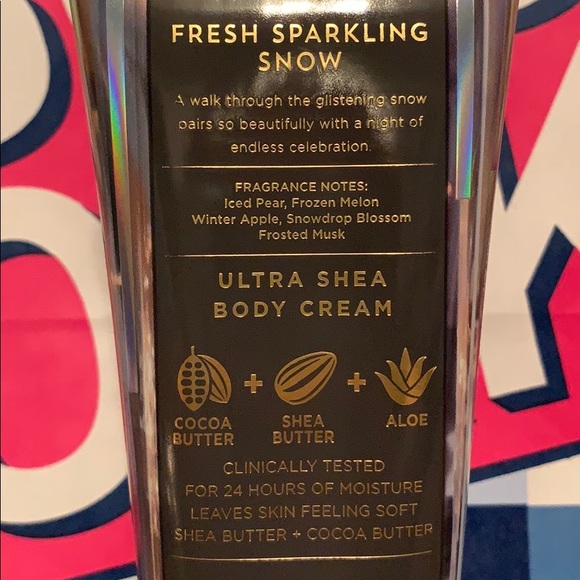 FRESH SPARKLING
SNOW
A walk through the glistening snow
pairs so beautifully with a night of
endless celebration.
FRAGRANCE NOTES:
Iced Pear, Frozen Melon
Winter Apple, Snowdrop Blossom
Frosted Musk
ULTRA SHEA
BODY CREAM
COCOA BUTTER + SHEA BUTTER + ALOE
CLINICALLY TESTED
FOR 24 HOURS OF MOISTURE
LEAVES SKIN FEELING SOFT
SHEA BUTTER + COCOA BUTTER